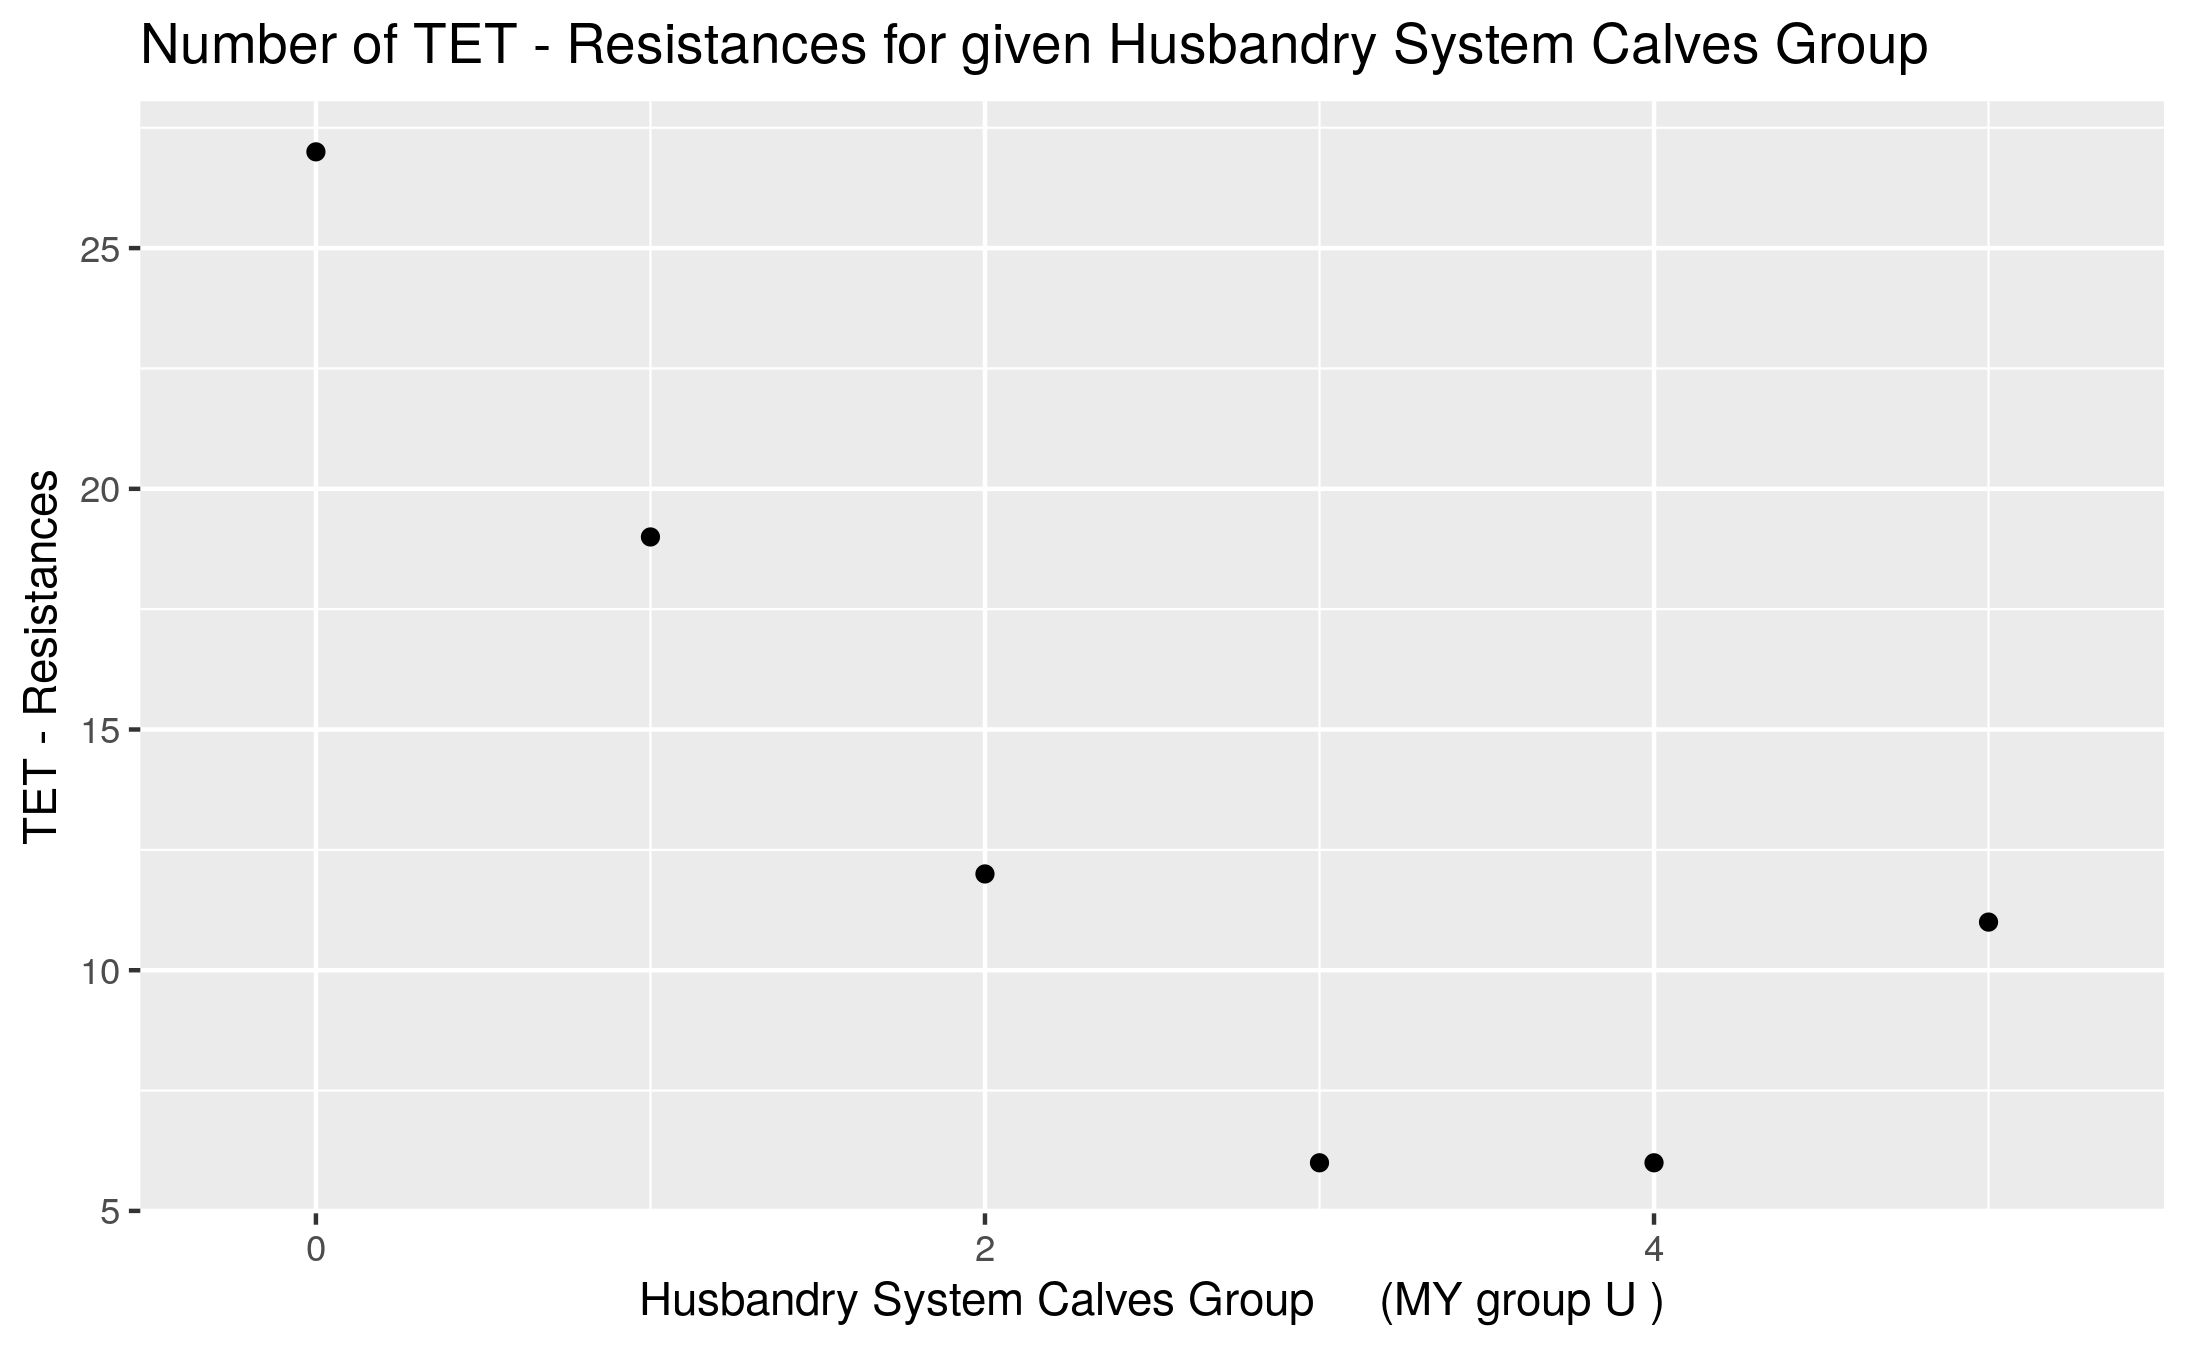 Number of TET - Resistances for given Husbandry System Calves Group
TET - Resistances
25
20
15
10
5
0 2 4
Husbandry System Calves Group (MY group U )